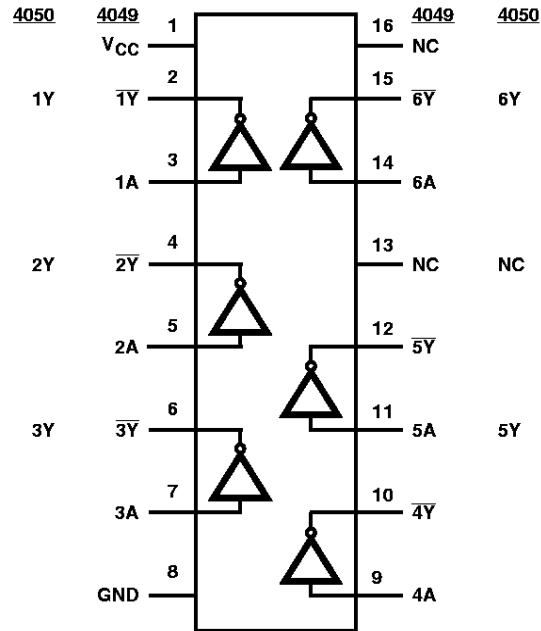 4050 4049 1 16 4049 4050
VCC NC
2 15
1Y 1Y 6Y 6Y
3 14
1A 6A
4 13
2Y 2Y NC NC
5 12
2A 5Y
6 11
3Y 3Y 5A 5Y
7 10
3A 4Y
8 9
GND 4A